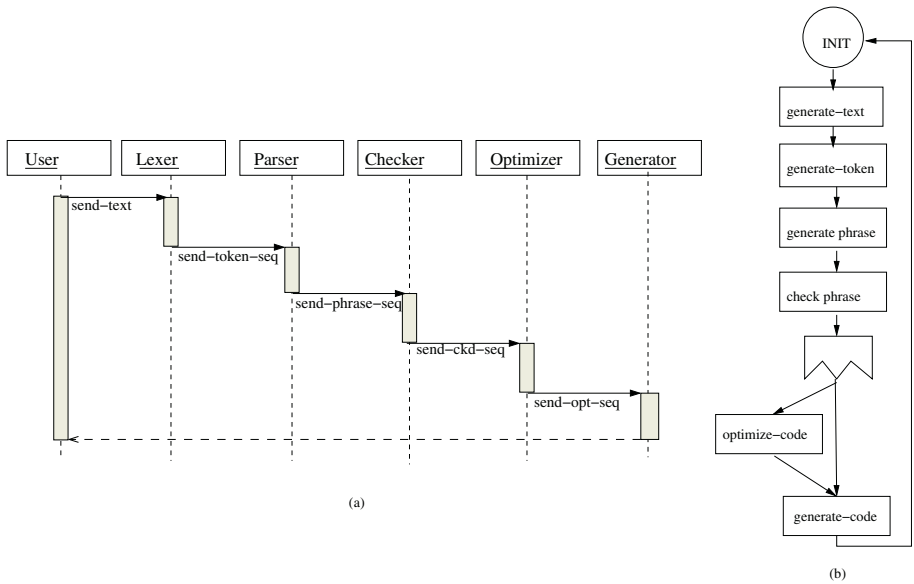 User
Lexer
Parser
Checker
Optimizer
Generator
send-text
send-token-seq
send-phrase-seq
send-ckd-seq
send-opt-seq
(a)
INIT
generate-text
generate-token
generate phrase
check phrase
optimize-code
generate-code
(b)